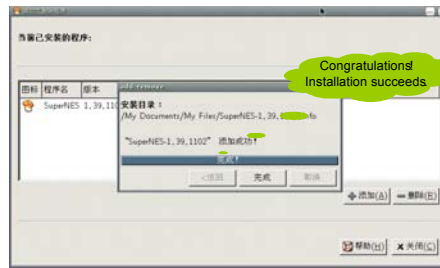 当前已安装的程序:
Congratulations!
Installation succeeds.
图标 程序名 版本
add remove
SuperNES 1,39,110
安装目录：
/My Documents/My Files/SuperNES-1,39,
"SuperNES-1,39,1102" 添加成功！
完成！
<返回 完成 取消
添加(A) 删除(E)
帮助(H) 关闭(C)